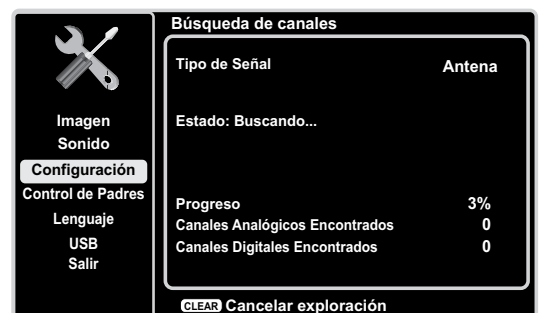 Búsqueda de canales
Imagen
Sonido
Configuración
Control de Padres
Lenguaje
USB
Salir
Tipo de Señal Antena
Estado: Buscando...
Progreso 3%
Canales Analógicos Encontrados 0
Canales Digitales Encontrados 0
CLEAR Cancelar exploración